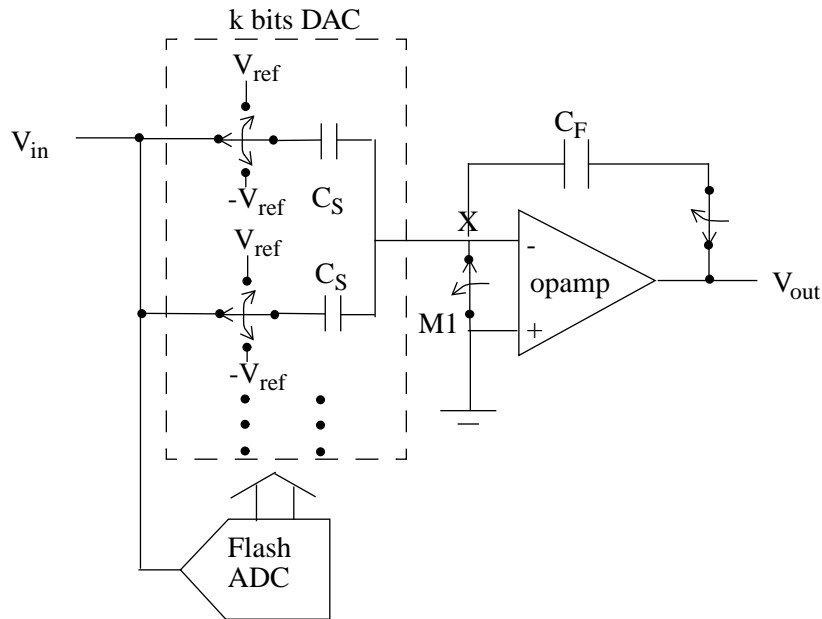 k bits DAC
V_ref
V_in
-V_ref
C_S
V_ref
C_S
-V_ref
C_F
X
M1
-
+
opamp
V_out
Flash
ADC